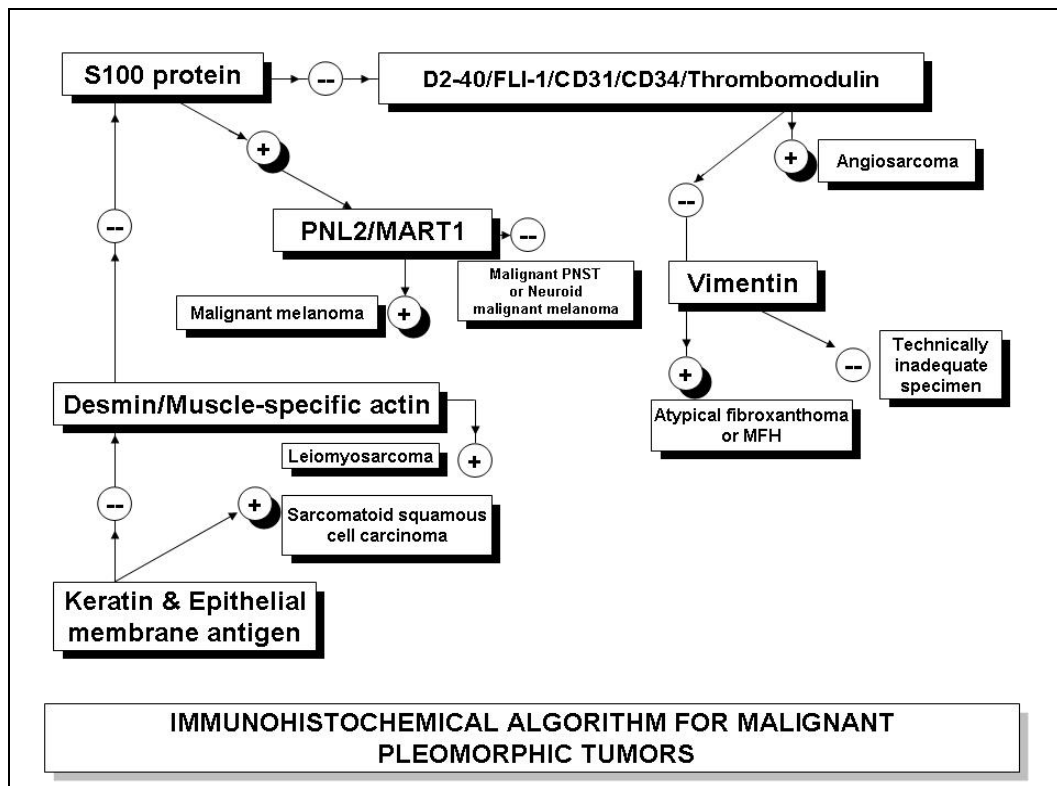 S100 protein
--
D2-40/FLI-1/CD31/CD34/Thrombomodulin
+
+
Angiosarcoma
--
--
PNL2/MART1
--
Malignant PNST
or Neuroid
malignant melanoma
Vimentin
Malignant melanoma
+
Technically
inadequate
specimen
--
+
Desmin/Muscle-specific actin
Atypical fibroxanthoma
or MFH
Leiomyosarcoma
+
--
+
Sarcomatoid squamous
cell carcinoma
Keratin & Epithelial
membrane antigen
IMMUNOHISTOCHEMICAL ALGORITHM FOR MALIGNANT
PLEOMORPHIC TUMORS